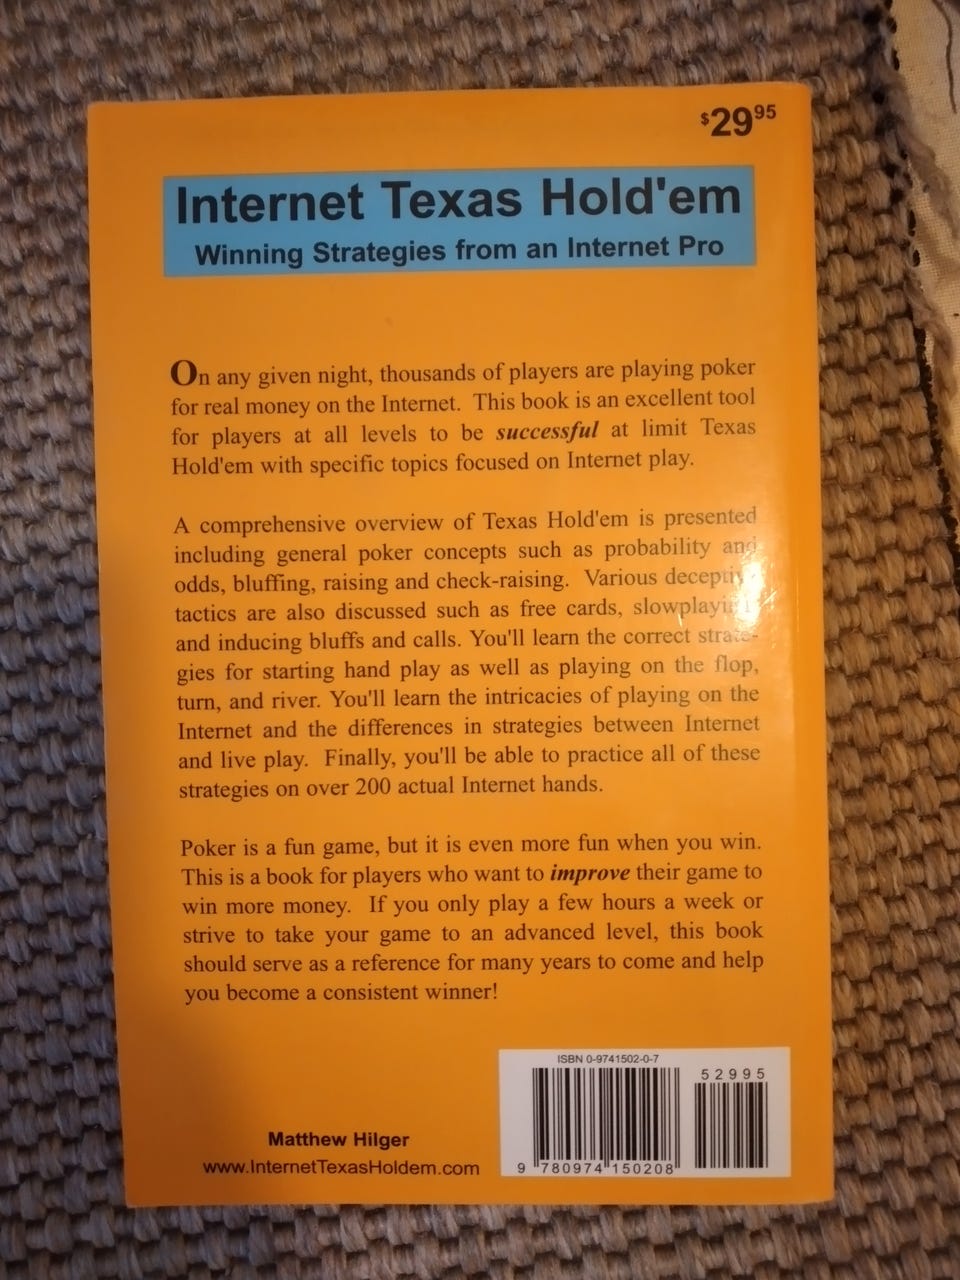 $29.95
Internet Texas Hold'em
Winning Strategies from an Internet Pro
On any given night, thousands of players are playing poker
for real money on the Internet. This book is an excellent tool
for players at all levels to be successful at limit Texas
Hold'em with specific topics focused on Internet play.
A comprehensive overview of Texas Hold'em is presented
including general poker concepts such as probability and
odds, bluffing, raising and check-raising. Various deceptive
tactics are also discussed such as free cards, slowplaying
and inducing bluffs and calls. You'll learn the correct strate-
gies for starting hand play as well as playing on the flop,
turn, and river. You'll learn the intricacies of playing on the
Internet and the differences in strategies between Internet
and live play. Finally, you'll be able to practice all of these
strategies on over 200 actual Internet hands.
Poker is a fun game, but it is even more fun when you win.
This is a book for players who want to improve their game to
win more money. If you only play a few hours a week or
strive to take your game to an advanced level, this book
should serve as a reference for many years to come and help
you become a consistent winner!
Matthew Hilger
www.InternetTexasHoldem.com
ISBN 0-9741502-0-7
52995
9 780974 150208